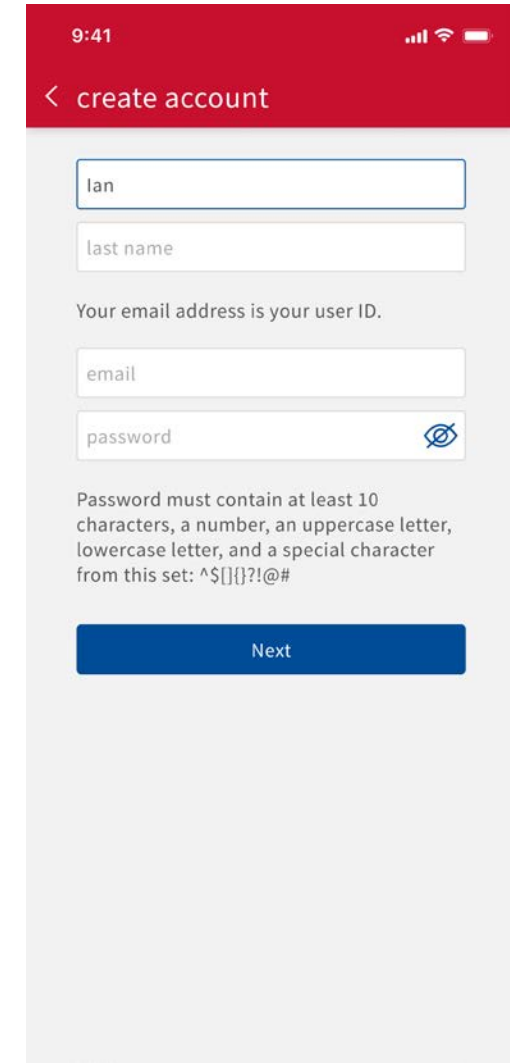 9:41
create account
Ian
last name
Your email address is your user ID.
email
password
Password must contain at least 10
characters, a number, an uppercase letter,
lowercase letter, and a special character
from this set: ^$[]{}?!@#
Next